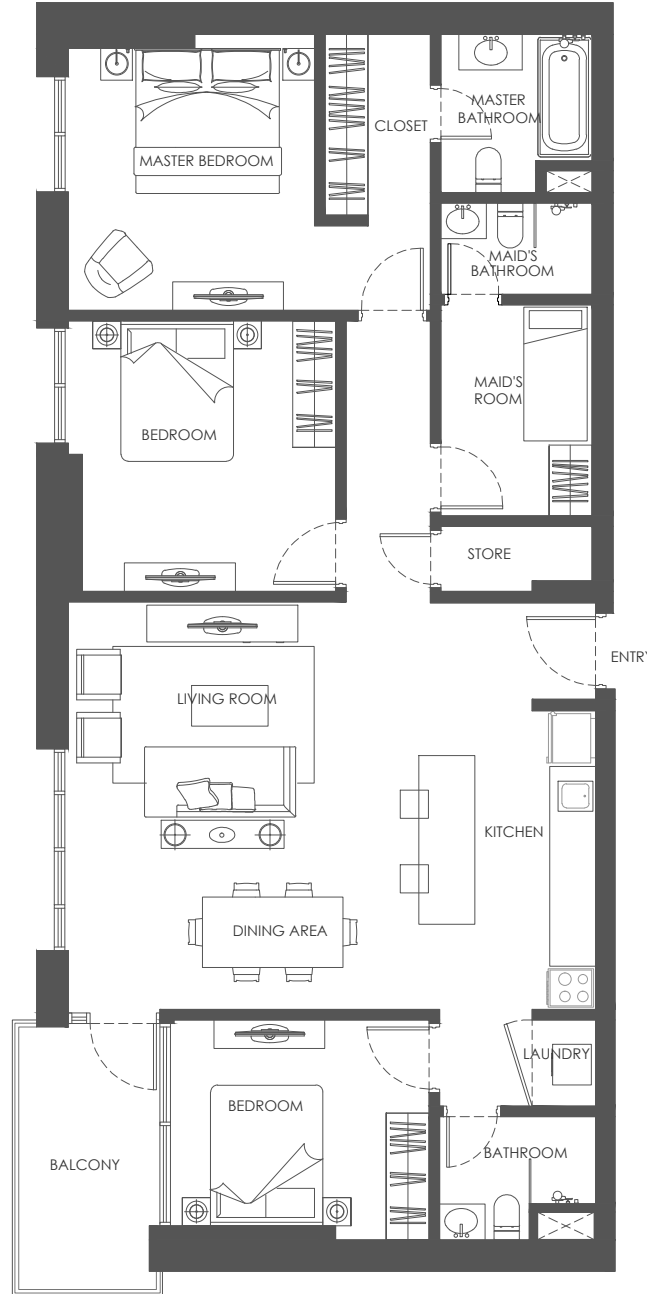 MASTER
BATHROOM
CLOSET
MASTER BEDROOM
MAID'S
BATHROOM
MAID'S
ROOM
BEDROOM
STORE
ENTRY
LIVING ROOM
KITCHEN
DINING AREA
LAUNDRY
BEDROOM
BATHROOM
BALCONY